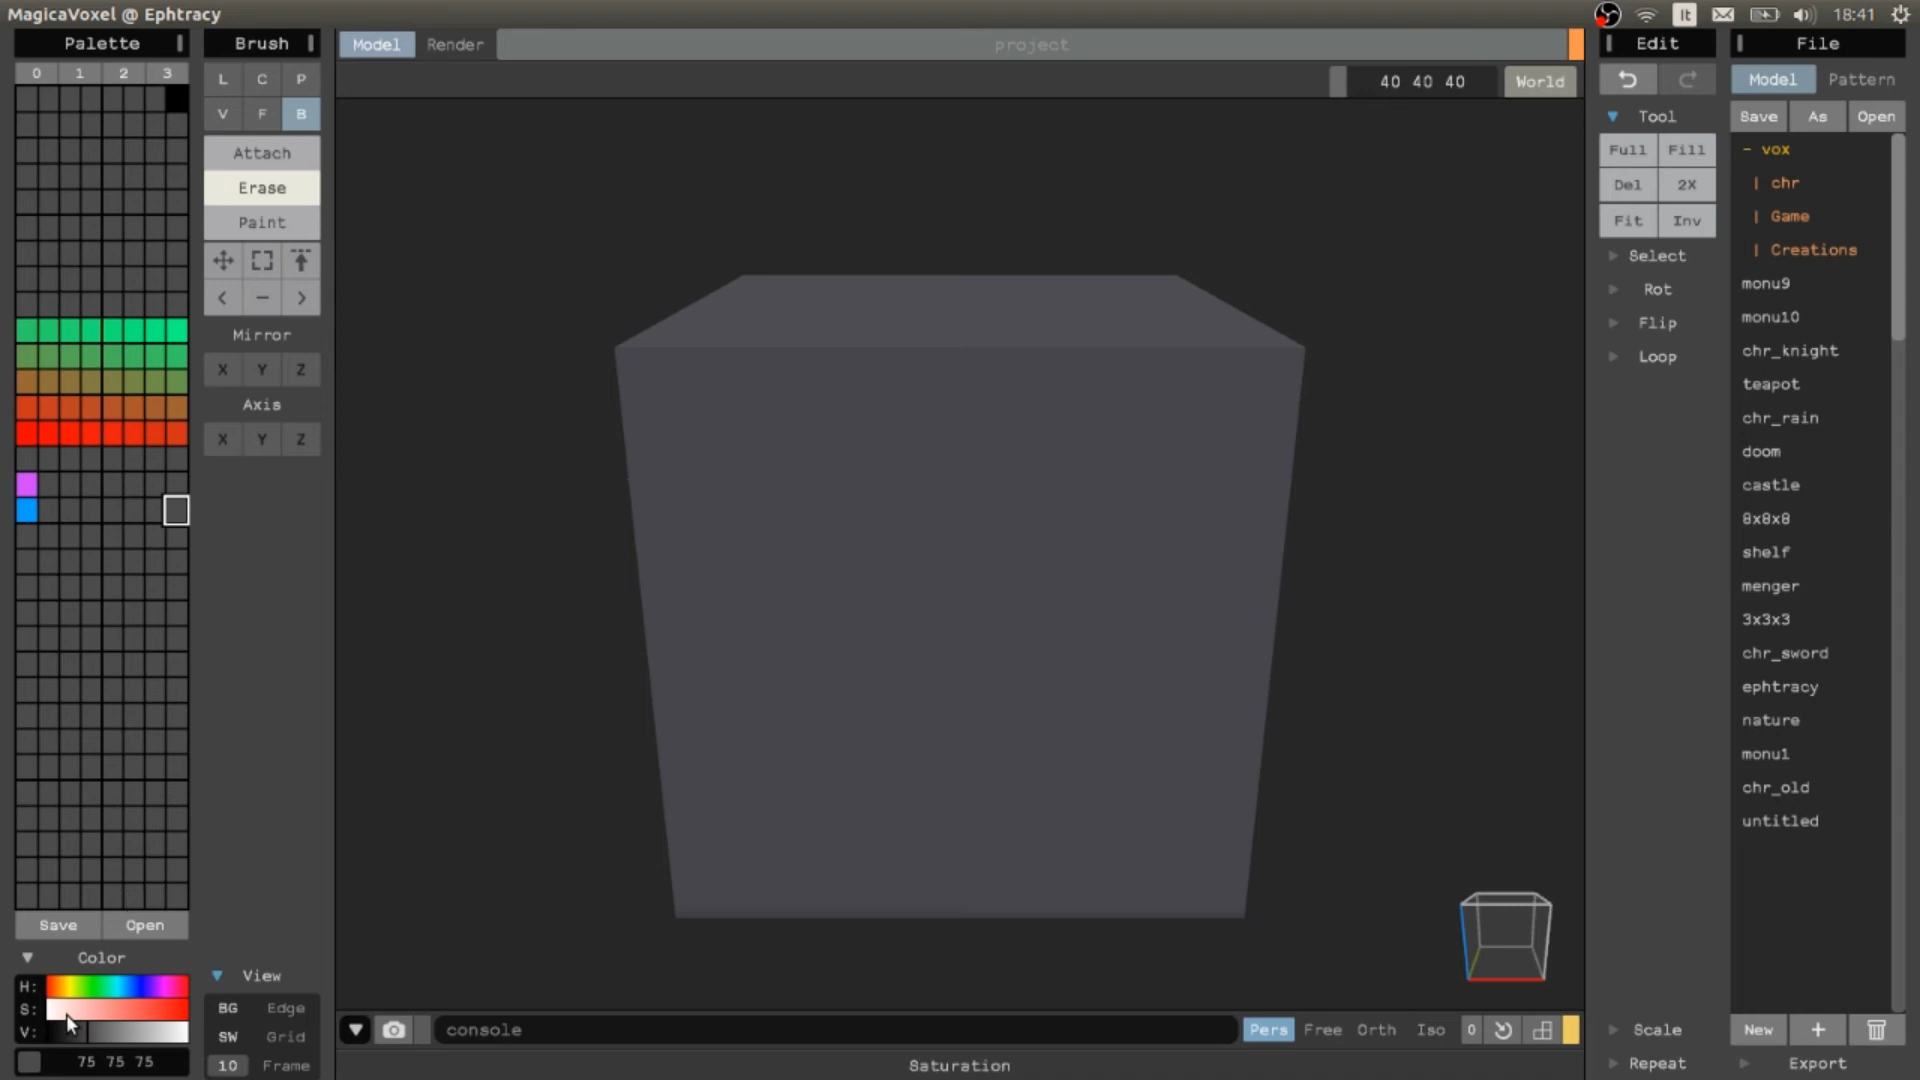 MagicaVoxel @ Ephtracy
lt
18:41
Palette
0 1 2 3
Save Open
Color
H:
S:
V:
75 75 75
Brush
L C P
V F B
Attach
Erase
Paint
< - >
Mirror
X Y Z
Axis
X Y Z
View
BG Edge
SW Grid
10 Frame
Model Render project
40 40 40 World
console
Pers Free Orth Iso 0
Saturation
Edit
Tool
Full Fill
Del 2X
Fit Inv
Select
Rot
Flip
Loop
Scale
Repeat
File
Model Pattern
Save As Open
- vox
| chr
| Game
| Creations
monu9
monu10
chr_knight
teapot
chr_rain
doom
castle
8x8x8
shelf
menger
3x3x3
chr_sword
ephtracy
nature
monu1
chr_old
untitled
New +
Export